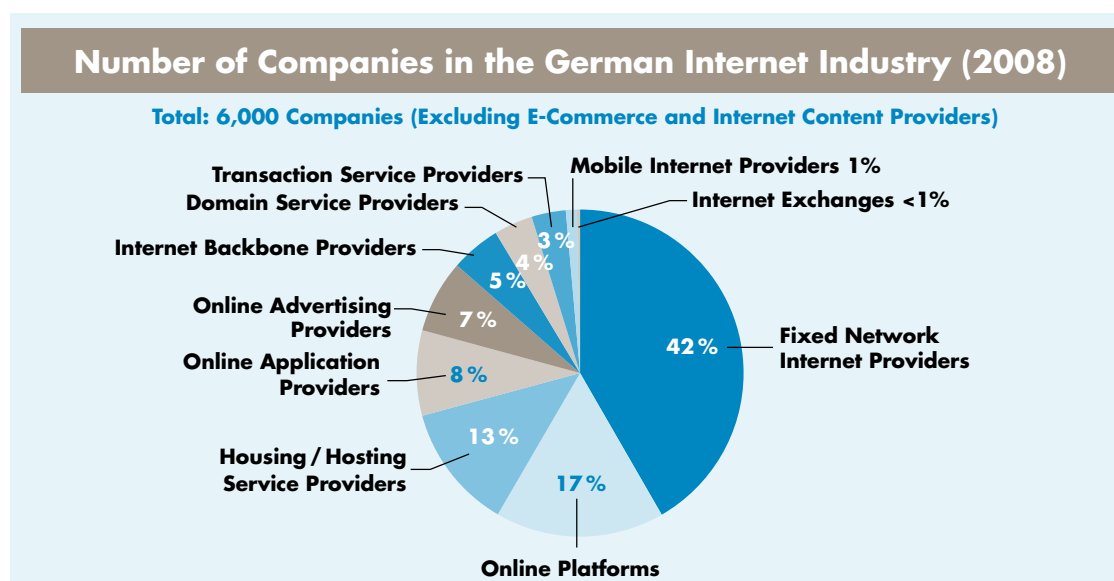 Number of Companies in the German Internet Industry (2008)
Total: 6,000 Companies (Excluding E-Commerce and Internet Content Providers)
Mobile Internet Providers 1%
Transaction Service Providers
Internet Exchanges <1%
Domain Service Providers
3 %
Internet Backbone Providers
4 %
5 %
Online Advertising
Providers
7 %
Fixed Network
Internet Providers
42 %
Online Application
Providers
8 %
13 %
Housing / Hosting
Service Providers
17 %
Online Platforms